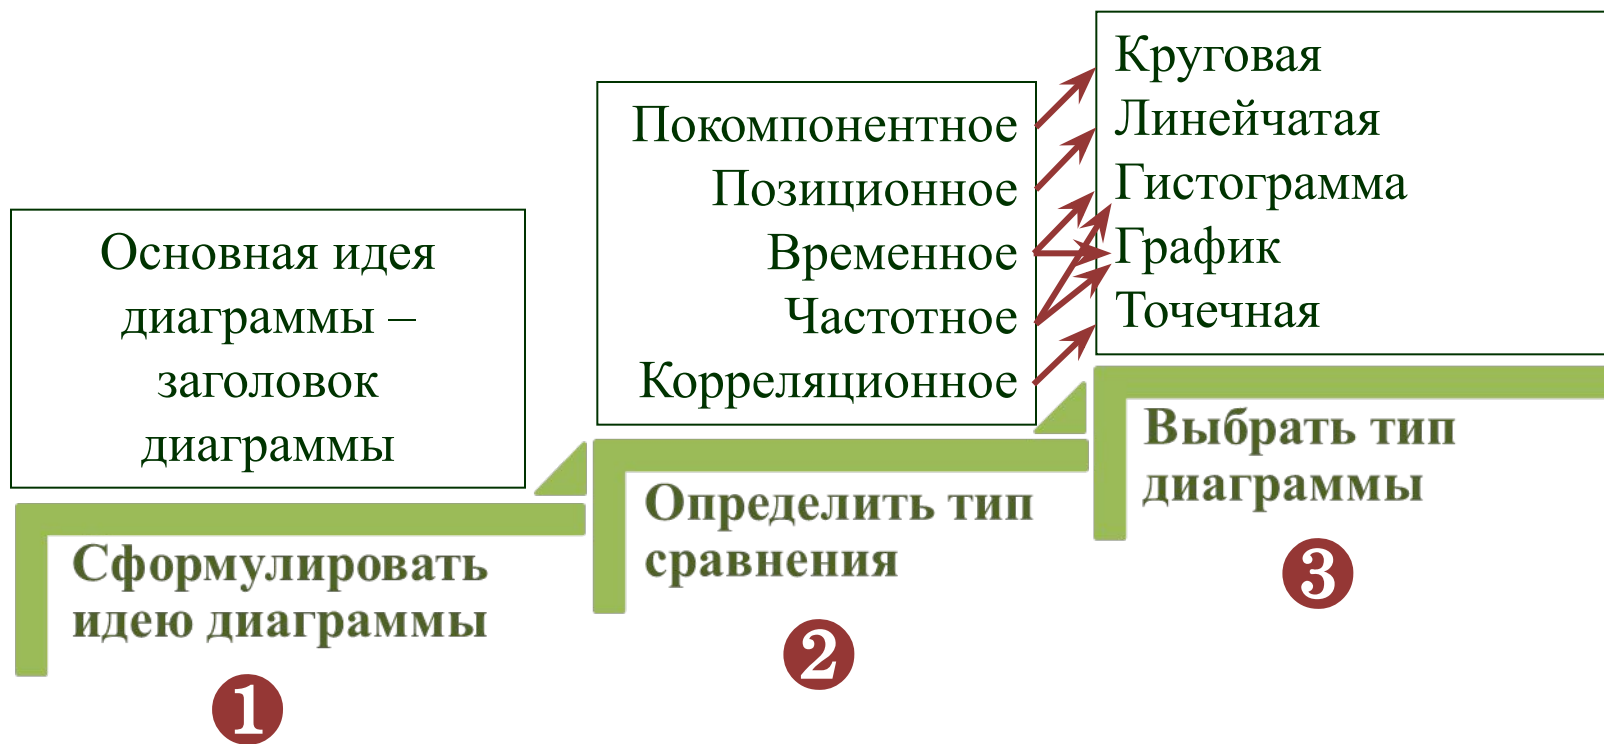 Основная идея
диаграммы –
заголовок
диаграммы
Сформулировать
идею диаграммы
1
Покомпонентное
Позиционное
Временное
Частотное
Корреляционное
Определить тип
сравнения
2
Круговая
Линейчатая
Гистограмма
График
Точечная
Выбрать тип
диаграммы
3